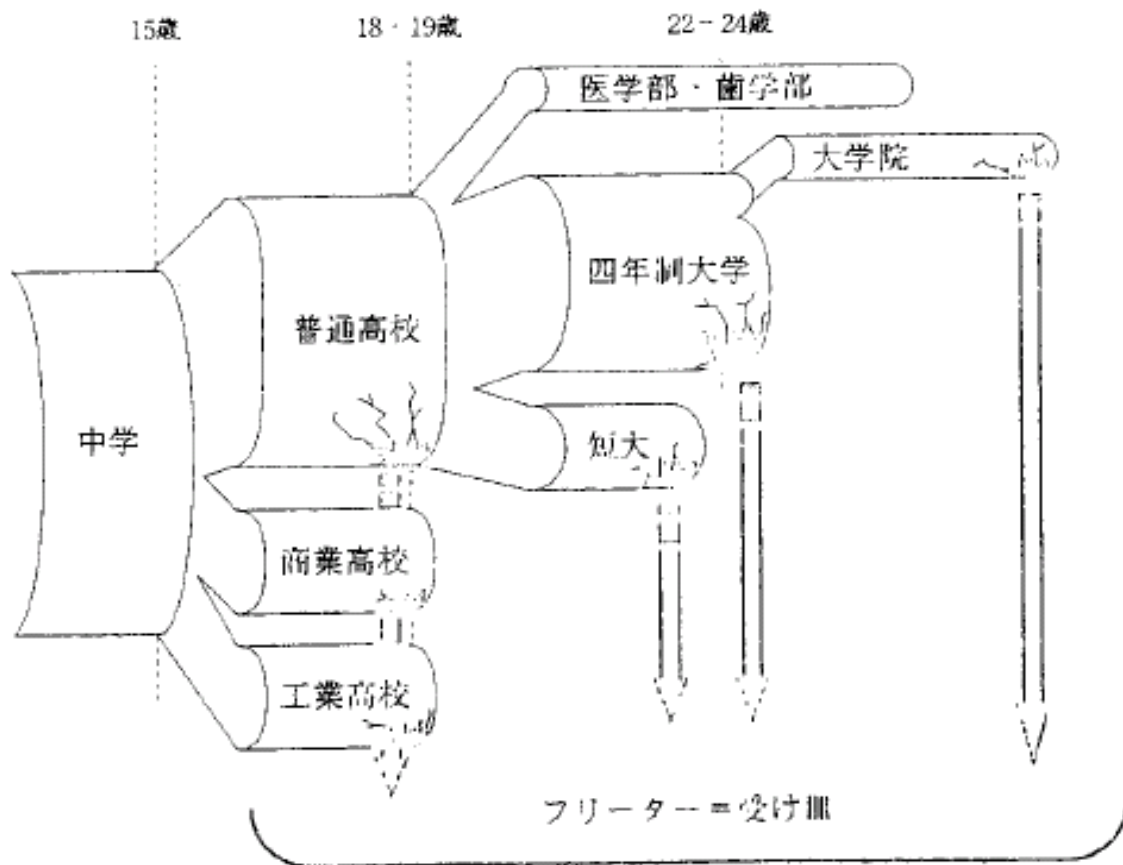 15歳
18・19歳
22−24歳
医学部・歯学部
大学院
四年制大学
普通高校
中学
短大
商業高校
工業高校
フリーター＝受け皿